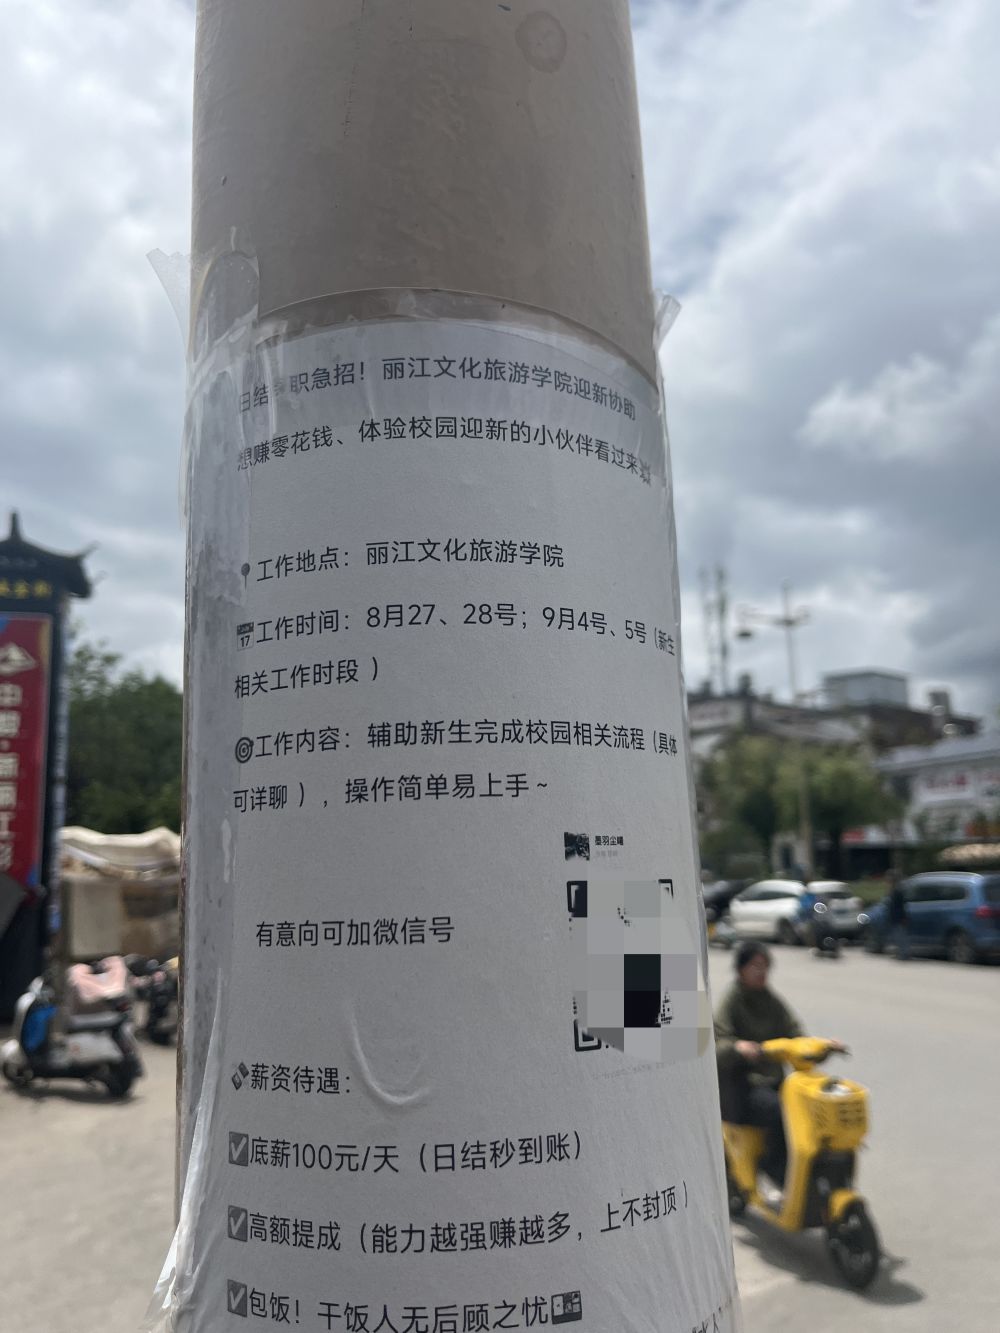 日结兼职急招！丽江文化旅游学院迎新协助
想赚零花钱、体验校园迎新的小伙伴看过来
工作地点：丽江文化旅游学院
17工作时间：8月27、28号；9月4号、5号（新生
相关工作时段）
工作内容：辅助新生完成校园相关流程（具体
可详聊），操作简单易上手~
墨羽尘曦
有意向可加微信号
薪资待遇：
底薪100元/天（日结秒到账）
高额提成（能力越强赚越多，上不封顶）
包饭！干饭人无后顾之忧